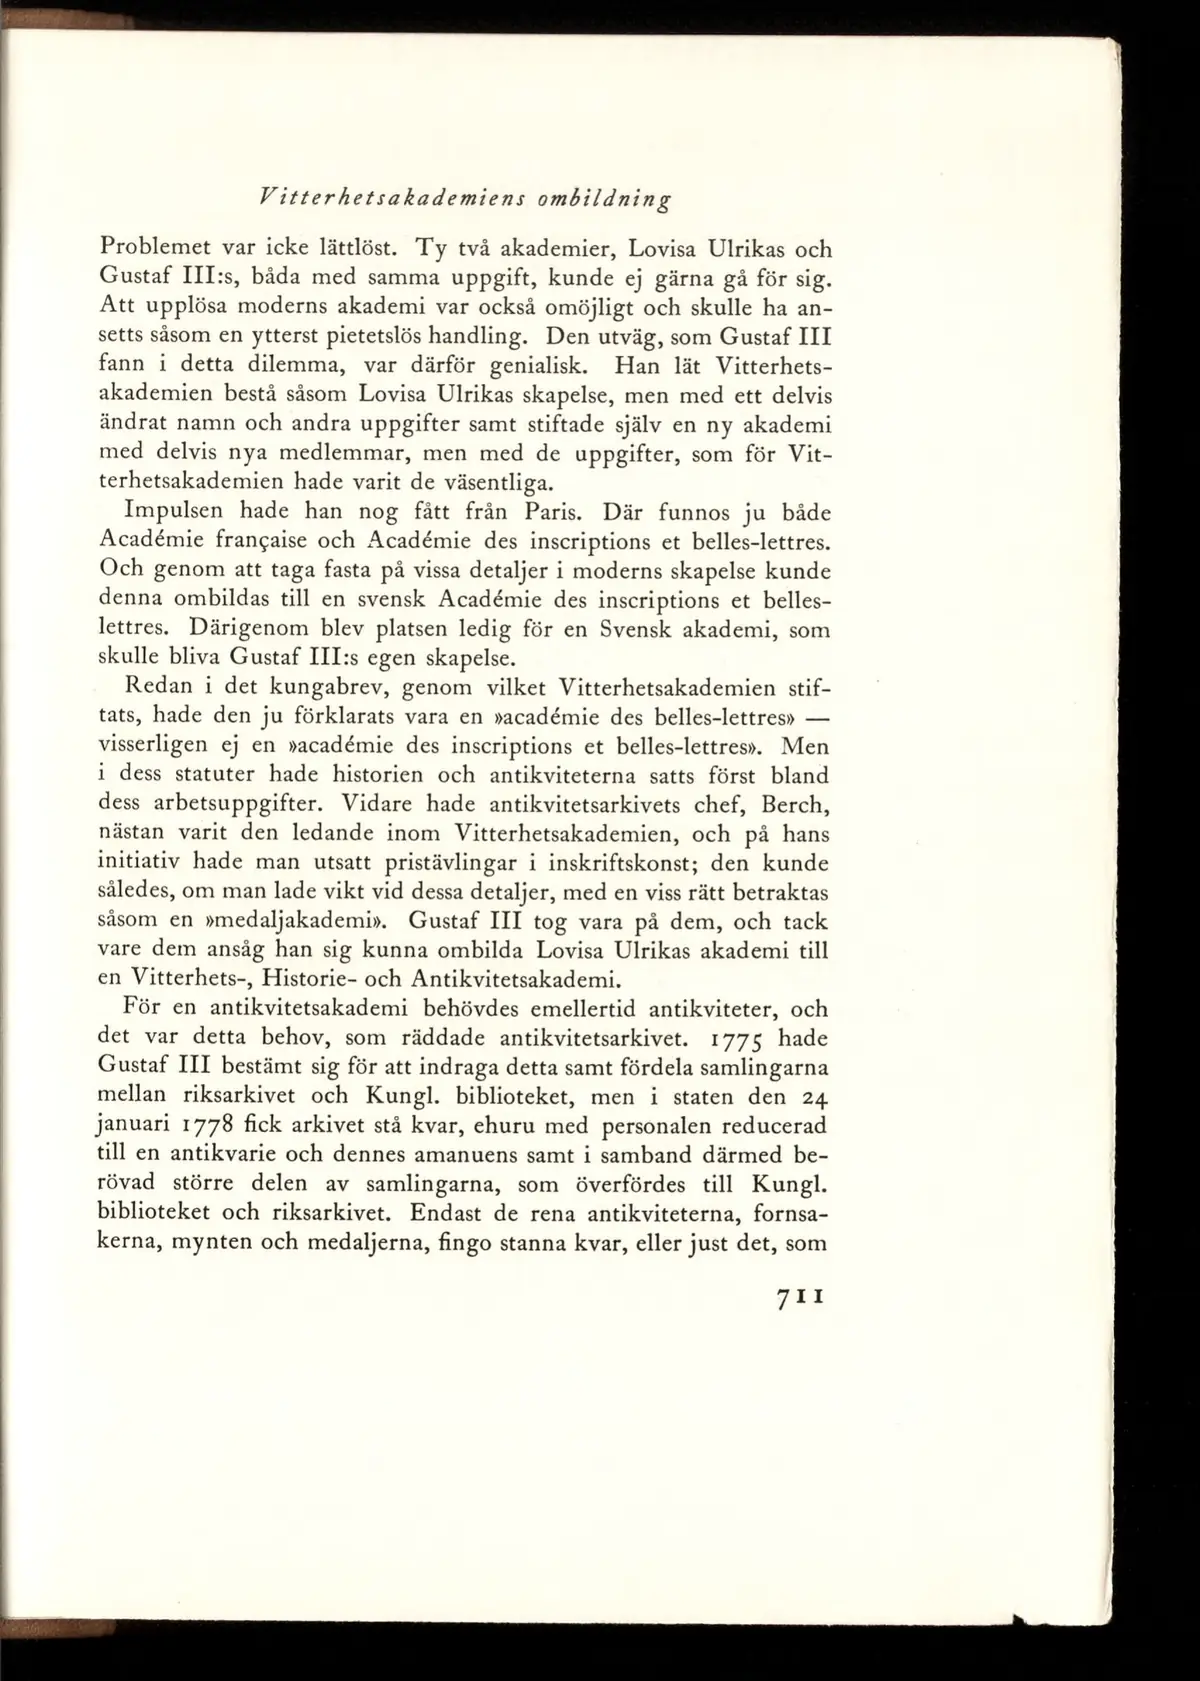 Vitterhetsakademiens ombildning
Problemet var icke lättlöst. Ty två akademier, Lovisa Ulrikas och
Gustaf III:s, båda med samma uppgift, kunde ej gärna gå för sig.
Att upplösa moderns akademi var också omöjligt och skulle ha an-
setts såsom en ytterst pietetslös handling. Den utväg, som Gustaf III
fann i detta dilemma, var därför genialisk. Han lät Vitterhets-
akademien bestå såsom Lovisa Ulrikas skapelse, men med ett delvis
ändrat namn och andra uppgifter samt stiftade själv en ny akademi
med delvis nya medlemmar, men med de uppgifter, som för Vit-
terhetsakademien hade varit de väsentliga.
Impulsen hade han nog fått från Paris. Där funnos ju både
Académie française och Académie des inscriptions et belles-lettres.
Och genom att taga fasta på vissa detaljer i moderns skapelse kunde
denna ombildas till en svensk Académie des inscriptions et belles-
lettres. Därigenom blev platsen ledig för en Svensk akademi, som
skulle bliva Gustaf III:s egen skapelse.
Redan i det kungabrev, genom vilket Vitterhetsakademien stif-
tats, hade den ju förklarats vara en »académie des belles-lettres» —
visserligen ej en »académie des inscriptions et belles-lettres». Men
i dess statuter hade historien och antikviteterna satts först bland
dess arbetsuppgifter. Vidare hade antikvitetsarkivets chef, Berch,
nästan varit den ledande inom Vitterhetsakademien, och på hans
initiativ hade man utsatt pristävlingar i inskriftskonst; den kunde
således, om man lade vikt vid dessa detaljer, med en viss rätt betraktas
såsom en »medaljakademi». Gustaf III tog vara på dem, och tack
vare dem ansåg han sig kunna ombilda Lovisa Ulrikas akademi till
en Vitterhets-, Historie- och Antikvitetsakademi.
För en antikvitetsakademi behövdes emellertid antikviteter, och
det var detta behov, som räddade antikvitetsarkivet. 1775 hade
Gustaf III bestämt sig för att indraga detta samt fördela samlingarna
mellan riksarkivet och Kungl. biblioteket, men i staten den 24
januari 1778 fick arkivet stå kvar, ehuru med personalen reducerad
till en antikvarie och dennes amanuens samt i samband därmed be-
rövad större delen av samlingarna, som överfördes till Kungl.
biblioteket och riksarkivet. Endast de rena antikviteterna, fornsa-
kerna, mynten och medaljerna, fingo stanna kvar, eller just det, som
711